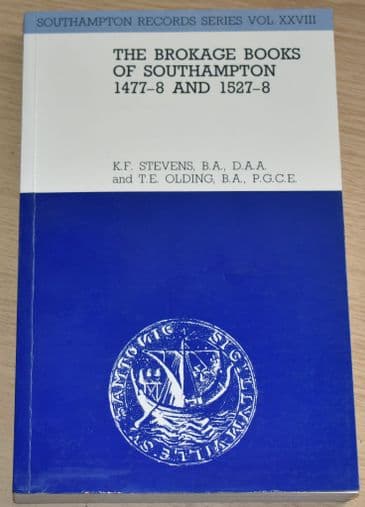 SOUTHAMPTON RECORDS SERIES VOL XXVIII
THE BROKAGE BOOKS
OF SOUTHAMPTON
1477-8 AND 1527-8
K.F. STEVENS, B.A., D.A.A.
and T.E. OLDING, B.A., P.G.C.E.